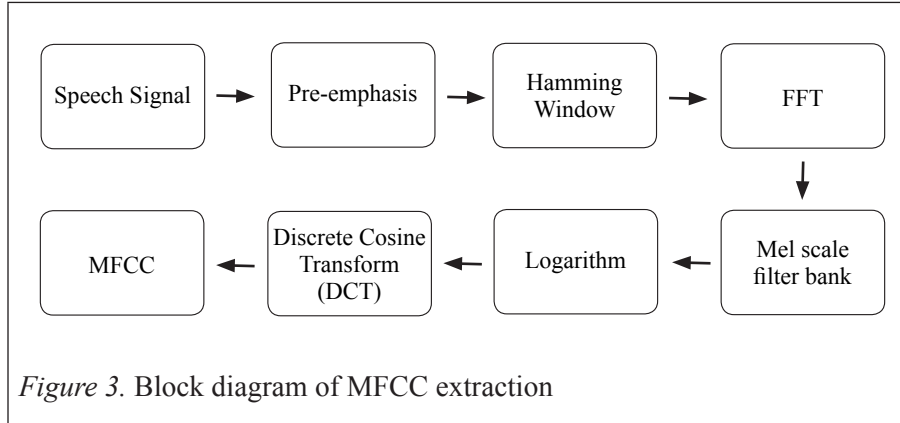 Speech Signal
Pre-emphasis
Hamming
Window
FFT
Mel scale
filter bank
Logarithm
Discrete Cosine
Transform
(DCT)
MFCC
Figure 3. Block diagram of MFCC extraction